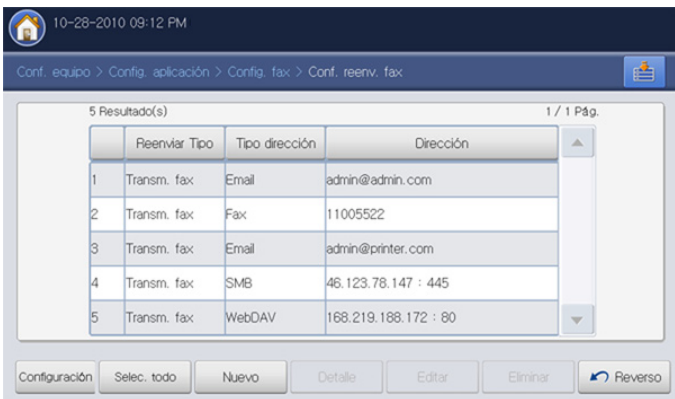 10-28-2010 09:12 PM
Conf. equipo > Config. aplicación > Config. fax > Conf. reenv. fax
5 Resultado(s) 1 / 1 Pág.
Reenviar Tipo Tipo dirección Dirección
1 Transm. fax Email admin@admin.com
2 Transm. fax Fax 11005522
3 Transm. fax Email admin@printer.com
4 Transm. fax SMB 46.123.78.147 : 445
5 Transm. fax WebDAV 168.219.188.172 : 80
Configuración Selec. todo Nuevo Detalle Editar Eliminar Reverso